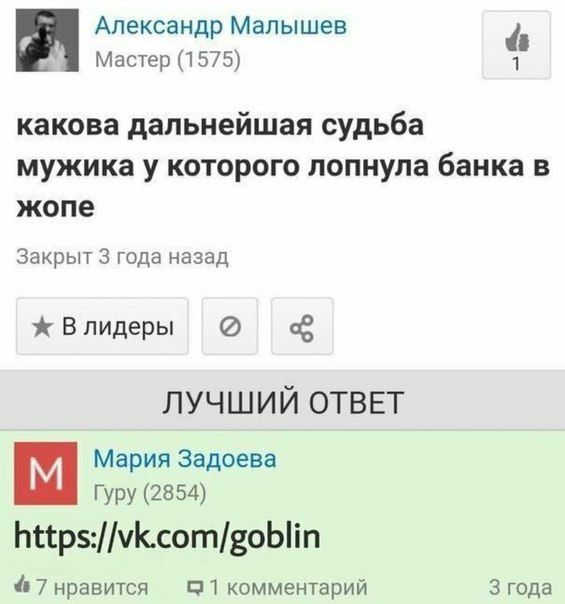 Александр Малышев
Мастер (1575)
1
какова дальнейшая судьба
мужика у которого лопнула банка в
жопе
Закрыт 3 года назад
В лидеры
ЛУЧШИЙ ОТВЕТ
М
Мария Задоева
Гуру (2854)
https://vk.com/goblin
7 нравится
1 комментарий
3 года